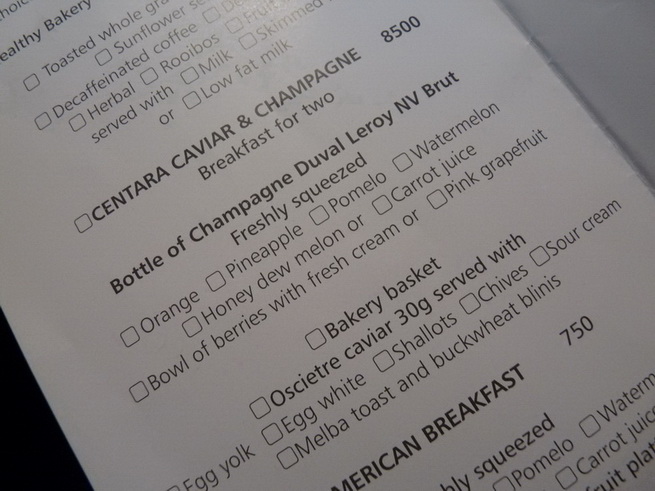 ealthy Bakery
▢ Toasted whole gra
▢ Sunflower se
▢ Decaffeinated coffee
▢ Herbal ▢ Rooibos ▢ Fruit
served with ▢ Milk ▢ Skimmed
or ▢ Low fat milk
▢ CENTARA CAVIAR & CHAMPAGNE 8500
Breakfast for two
Bottle of Champagne Duval Leroy NV Brut
Freshly squeezed
▢ Orange ▢ Pineapple ▢ Pomelo ▢ Watermelon
▢ Honey dew melon or ▢ Carrot juice
▢ Bowl of berries with fresh cream or ▢ Pink grapefruit
▢ Bakery basket
▢ Oscietre caviar 30g served with
▢ Egg yolk ▢ Egg white ▢ Shallots ▢ Chives ▢ Sour cream
▢ Melba toast and buckwheat blinis
MERICAN BREAKFAST 750
hly squeezed
▢ Pomelo ▢ Waterm
▢ Carrot juice
fruit plat